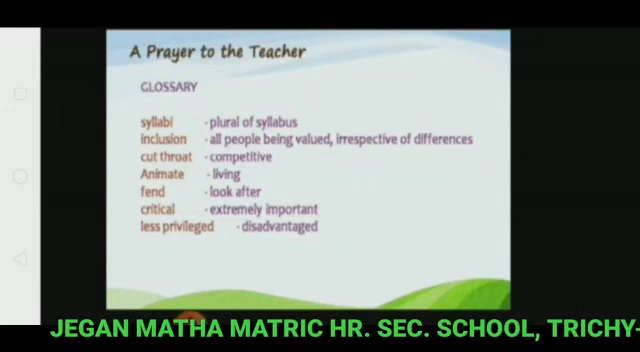 A Prayer to the Teacher
GLOSSARY
syllabi - plural of syllabus
inclusion - all people being valued, irrespective of differences
cut throat - competitive
Animate - living
fend - look after
critical - extremely important
less privileged - disadvantaged
JEGAN MATHA MATRIC HR. SEC. SCHOOL, TRICHY-